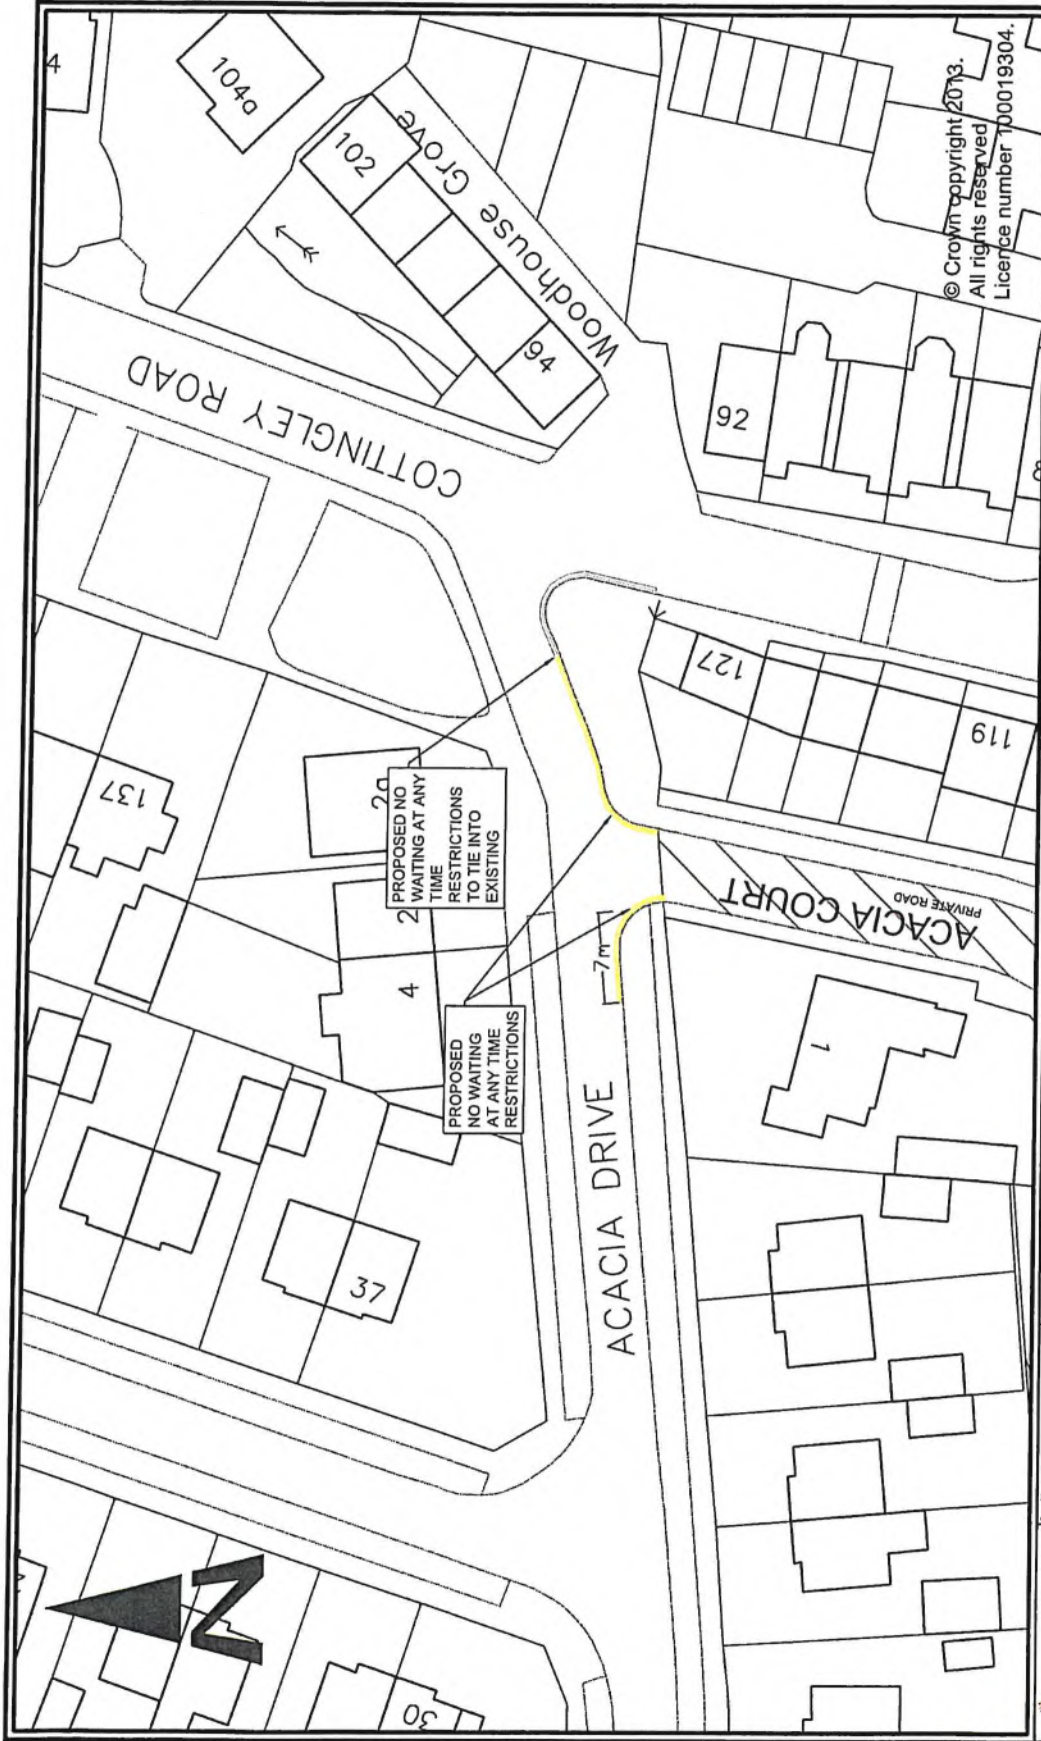 4
104a
102
Woodhouse Grove
94
COTTINGLEY ROAD
© Crown copyright 2013.
All rights reserved
Licence number 100019304.
92
137
127
119
PROPOSED NO
WAITING AT ANY
TIME
RESTRICTIONS
TO TIE INTO
EXISTING
2
4
7m
ACACIA COURT
PRIVATE ROAD
PROPOSED
NO WAITING
AT ANY TIME
RESTRICTIONS
1
ACACIA DRIVE
37
30
N